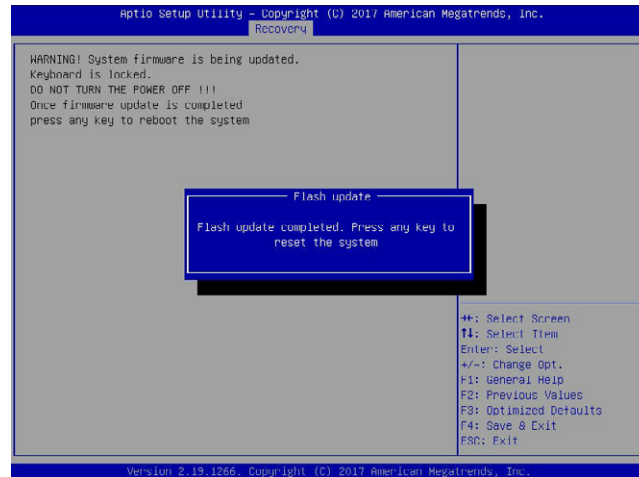 Aptio Setup Utility – Copyright (C) 2017 American Megatrends, Inc.
Recovery
WARNING! System firmware is being updated.
Keyboard is locked.
DO NOT TURN THE POWER OFF !!!
Once firmware update is completed
press any key to reboot the system
Flash update
Flash update completed. Press any key to
reset the system
→←: Select Screen
↑↓: Select Item
Enter: Select
+/-: Change Opt.
F1: General Help
F2: Previous Values
F3: Optimized Defaults
F4: Save & Exit
ESC: Exit
Version 2.19.1266. Copyright (C) 2017 American Megatrends, Inc.